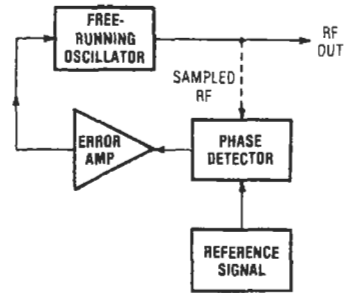 FREE-
RUNNING
OSCILLATOR
RF
OUT
SAMPLED
RF
ERROR
AMP
PHASE
DETECTOR
REFERENCE
SIGNAL